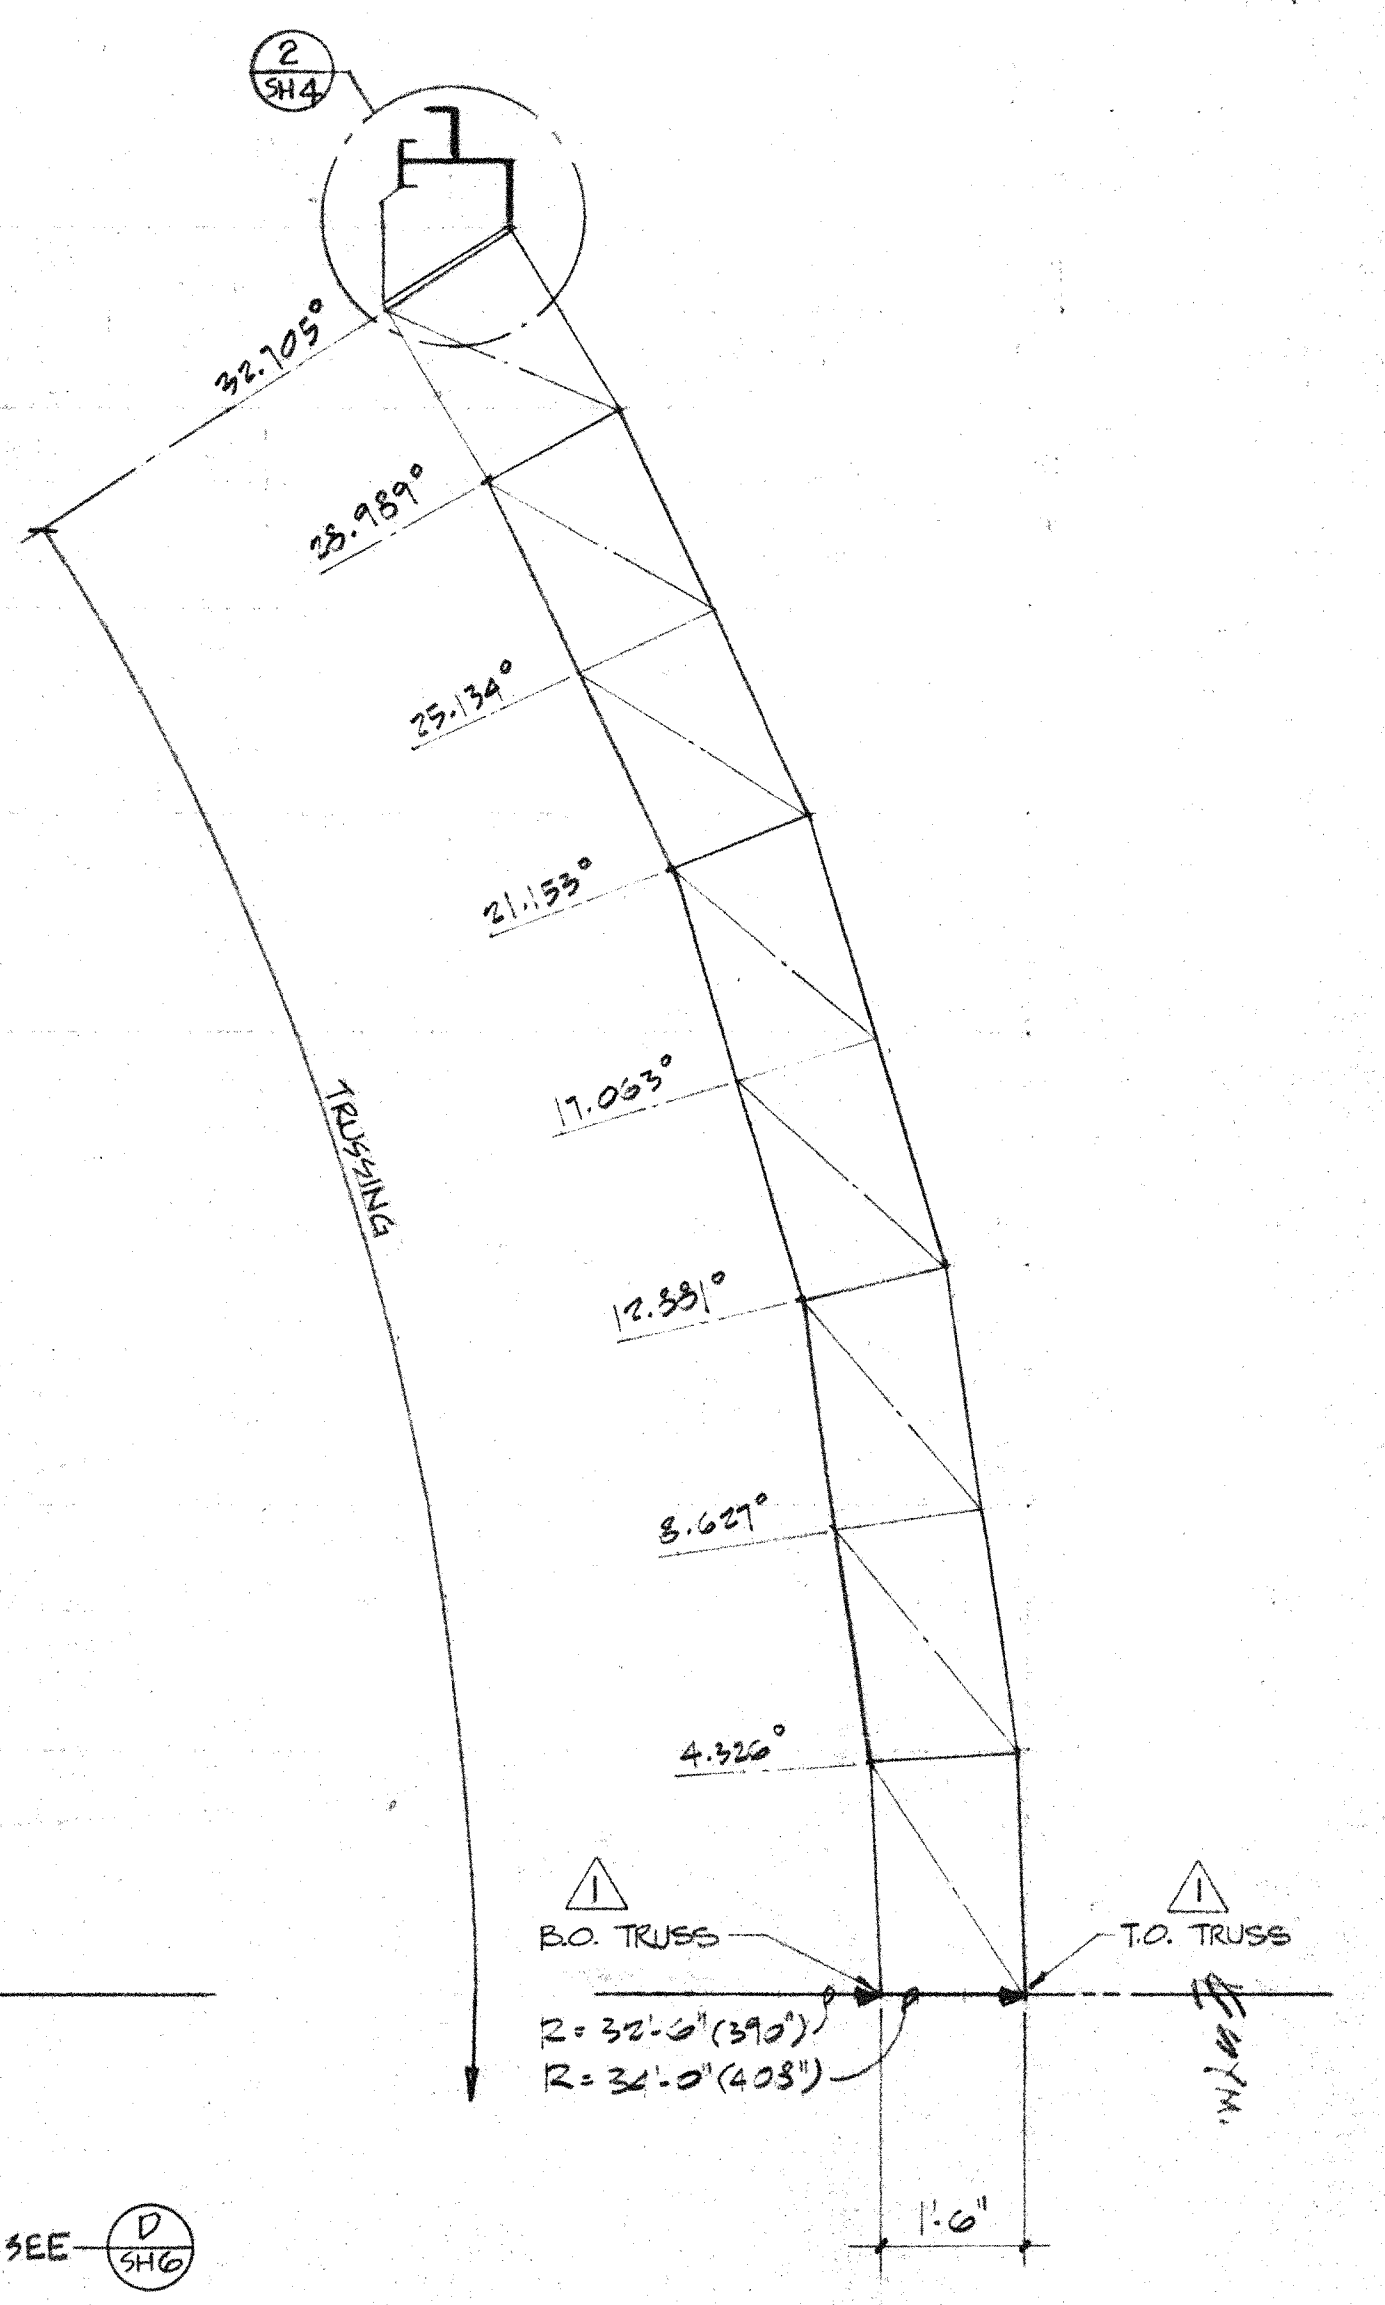 2
SH4
32.705°
28.989°
25.134°
21.153°
17.063°
12.881°
8.627°
4.326°
TRUSSING
1
B.O. TRUSS
1
T.O. TRUSS
R = 32'-6" (390")
R = 34'-0" (408")
SYM.
1'-6"
SEE
D
SH6